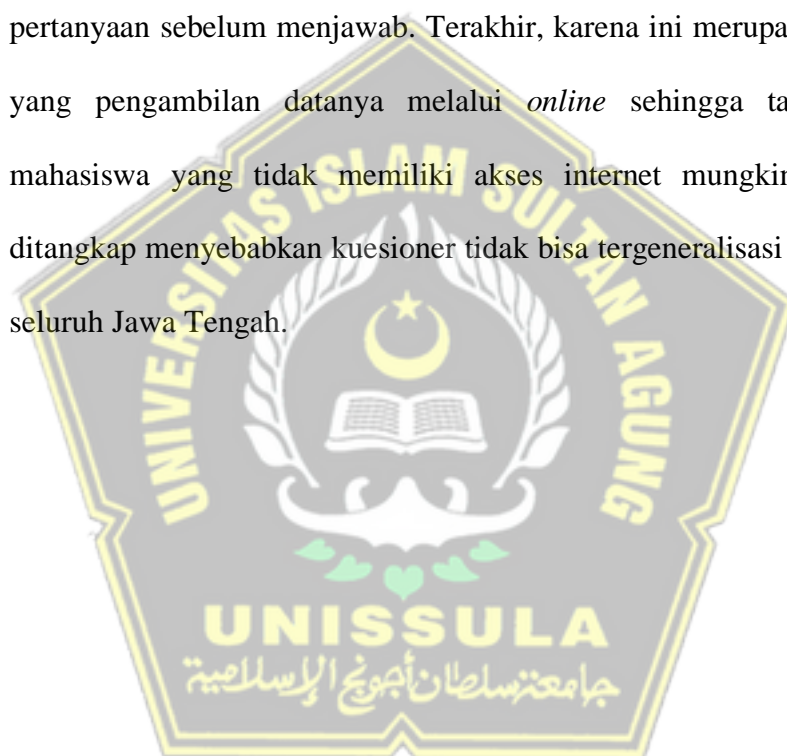 pertanyaan sebelum menjawab. Terakhir, karena ini merupa
yang pengambilan datanya melalui online sehingga ta
mahasiswa yang tidak memiliki akses internet mungkin
ditangkap menyebabkan kuesioner tidak bisa tergeneralisasi
seluruh Jawa Tengah.
UNIVERSITAS ISLAM SULTAN AGUNG
UNISSULA
جامعة سلطان أجونج الإسلامية